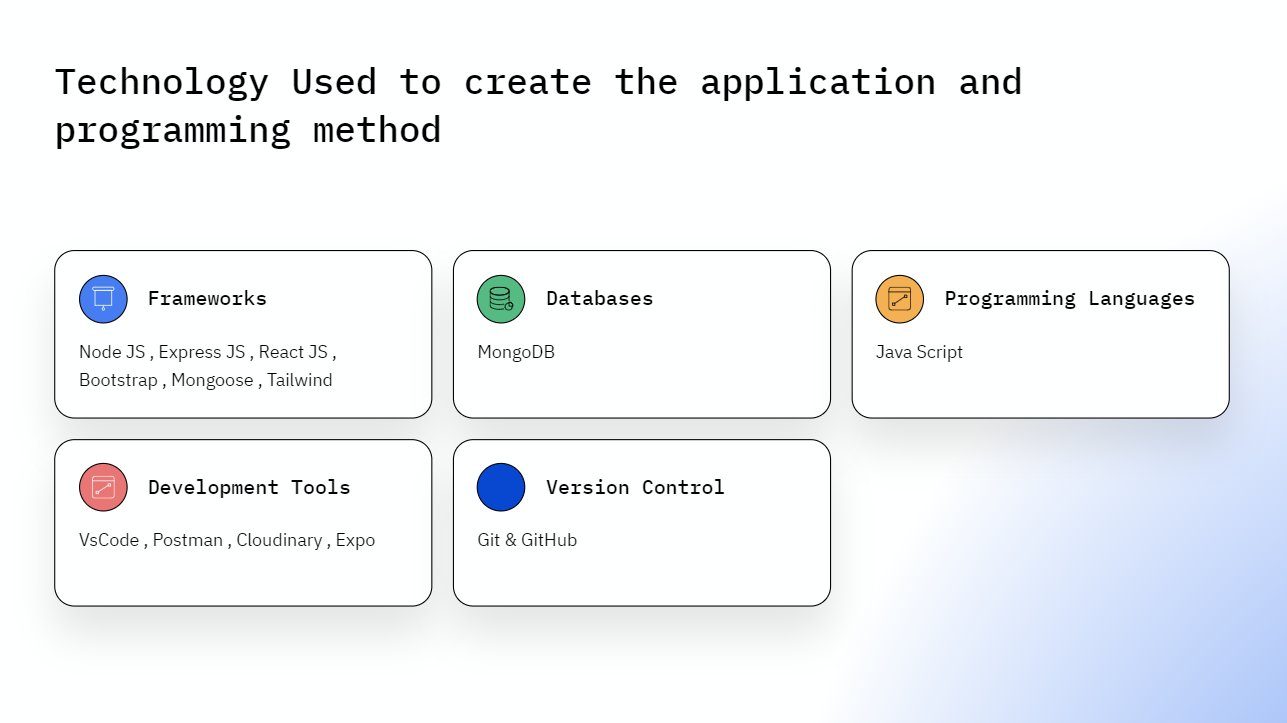 Technology Used to create the application and
programming method
Frameworks
Node JS , Express JS , React JS ,
Bootstrap , Mongoose , Tailwind
Databases
MongoDB
Programming Languages
Java Script
Development Tools
VsCode , Postman , Cloudinary , Expo
Version Control
Git & GitHub